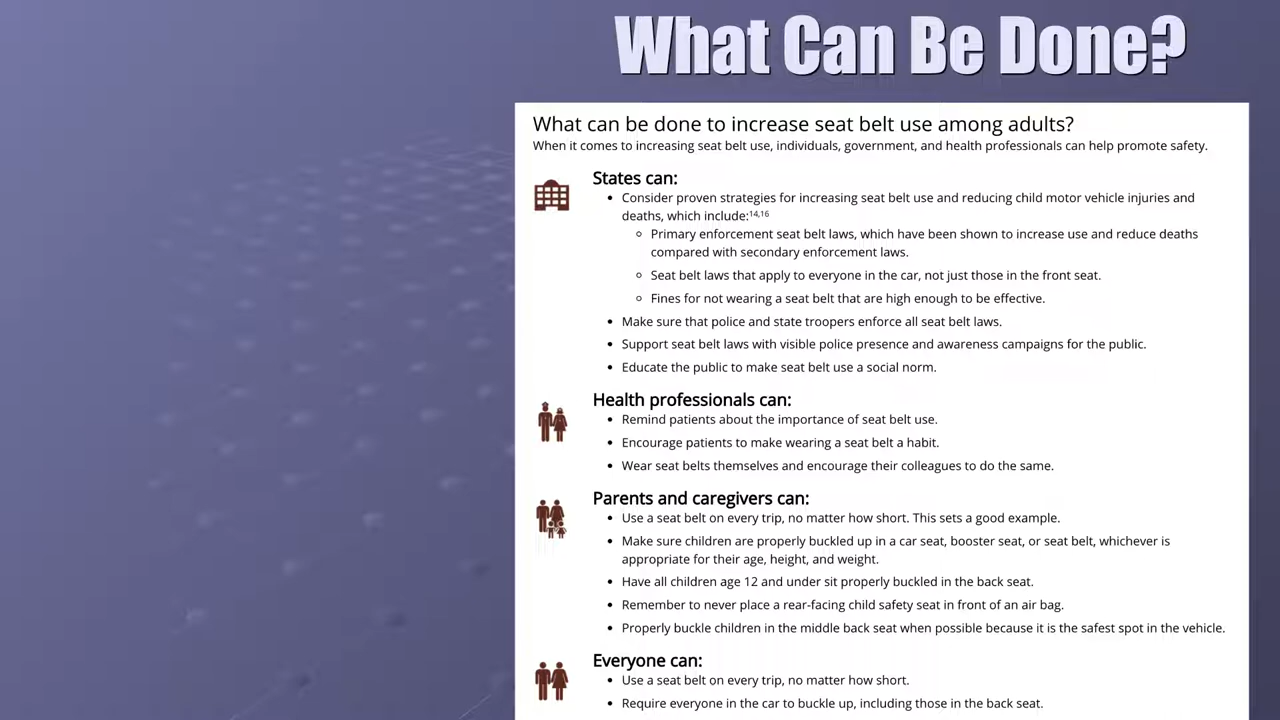 What Can Be Done?
What can be done to increase seat belt use among adults?
When it comes to increasing seat belt use, individuals, government, and health professionals can help promote safety.
States can:
• Consider proven strategies for increasing seat belt use and reducing child motor vehicle injuries and
deaths, which include:14,16
○ Primary enforcement seat belt laws, which have been shown to increase use and reduce deaths
compared with secondary enforcement laws.
○ Seat belt laws that apply to everyone in the car, not just those in the front seat.
○ Fines for not wearing a seat belt that are high enough to be effective.
• Make sure that police and state troopers enforce all seat belt laws.
• Support seat belt laws with visible police presence and awareness campaigns for the public.
• Educate the public to make seat belt use a social norm.
Health professionals can:
• Remind patients about the importance of seat belt use.
• Encourage patients to make wearing a seat belt a habit.
• Wear seat belts themselves and encourage their colleagues to do the same.
Parents and caregivers can:
• Use a seat belt on every trip, no matter how short. This sets a good example.
• Make sure children are properly buckled up in a car seat, booster seat, or seat belt, whichever is
appropriate for their age, height, and weight.
• Have all children age 12 and under sit properly buckled in the back seat.
• Remember to never place a rear-facing child safety seat in front of an air bag.
• Properly buckle children in the middle back seat when possible because it is the safest spot in the vehicle.
Everyone can:
• Use a seat belt on every trip, no matter how short.
• Require everyone in the car to buckle up, including those in the back seat.